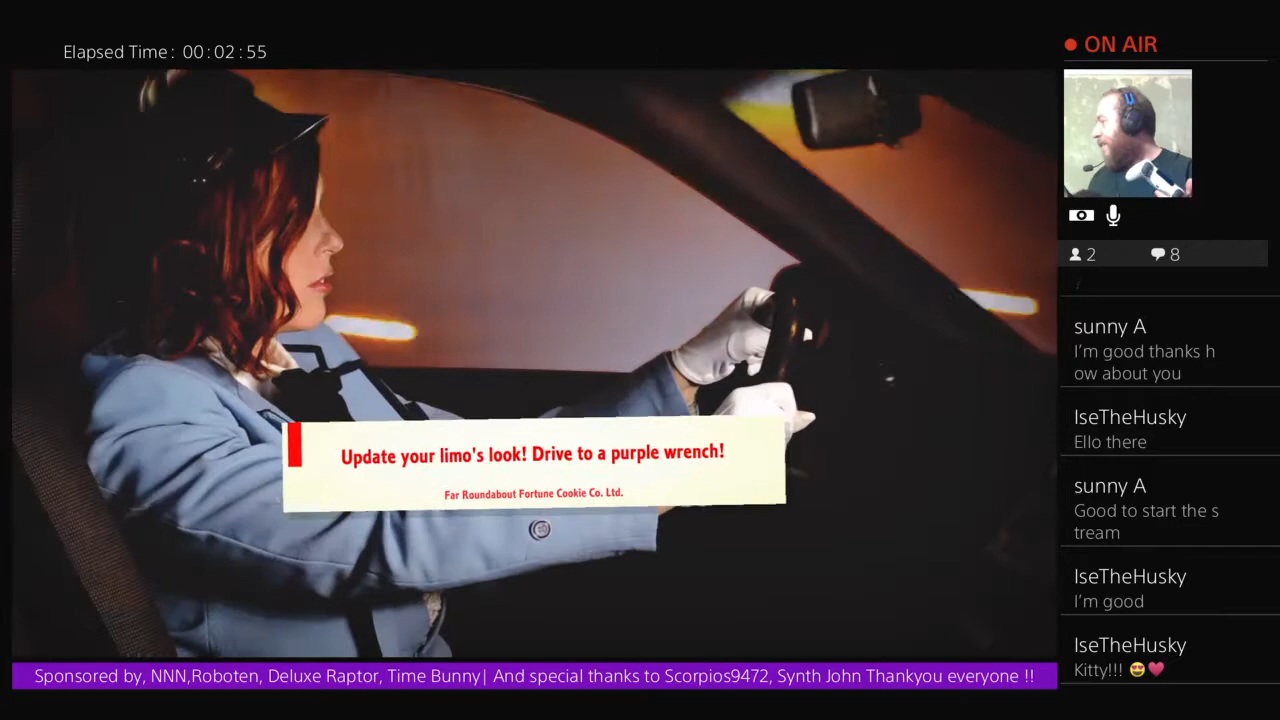 Elapsed Time: 00:02:55
ON AIR
2 8
sunny A
I'm good thanks h
ow about you
IseTheHusky
Ello there
sunny A
Good to start the s
tream
IseTheHusky
I'm good
IseTheHusky
Kitty!!! 😍❤️
Update your limo's look! Drive to a purple wrench!
Far Roundabout Fortune Cookie Co. Ltd.
Sponsored by, NNN,Roboten, Deluxe Raptor, Time Bunny| And special thanks to Scorpios9472, Synth John Thankyou everyone !!